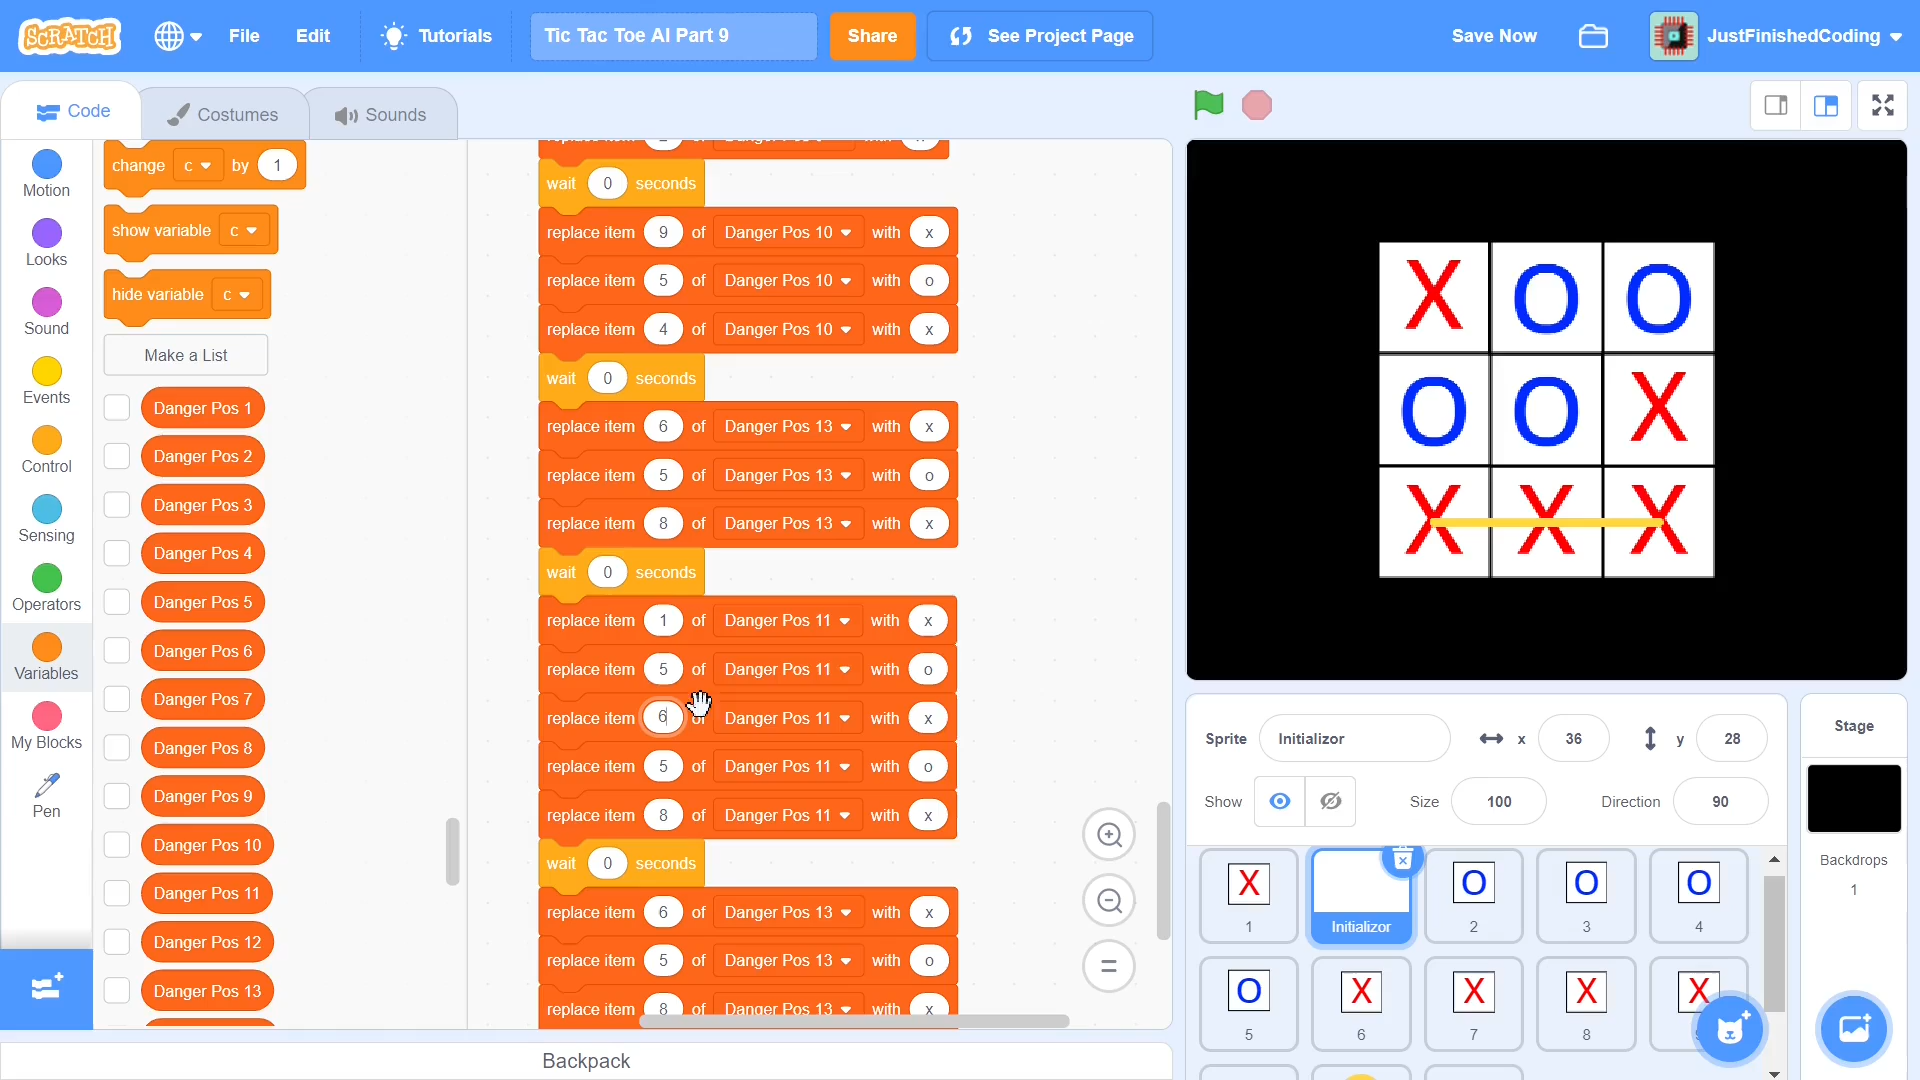 SCRATCH
File
Edit
Tutorials
Tic Tac Toe AI Part 9
Share
See Project Page
Save Now
JustFinishedCoding
Code
Costumes
Sounds
Motion
Looks
Sound
Events
Control
Sensing
Operators
Variables
My Blocks
Pen
change c by 1
show variable c
hide variable c
Make a List
Danger Pos 1
Danger Pos 2
Danger Pos 3
Danger Pos 4
Danger Pos 5
Danger Pos 6
Danger Pos 7
Danger Pos 8
Danger Pos 9
Danger Pos 10
Danger Pos 11
Danger Pos 12
Danger Pos 13
wait 0 seconds
replace item 9 of Danger Pos 10 with x
replace item 5 of Danger Pos 10 with o
replace item 4 of Danger Pos 10 with x
wait 0 seconds
replace item 6 of Danger Pos 13 with x
replace item 5 of Danger Pos 13 with o
replace item 8 of Danger Pos 13 with x
wait 0 seconds
replace item 1 of Danger Pos 11 with x
replace item 5 of Danger Pos 11 with o
replace item 6 of Danger Pos 11 with x
replace item 5 of Danger Pos 11 with o
replace item 8 of Danger Pos 11 with x
wait 0 seconds
replace item 6 of Danger Pos 13 with x
replace item 5 of Danger Pos 13 with o
replace item 8 of Danger Pos 13 with x
Backpack
X O O
O O X
X X X
Sprite Initializor x 36 y 28
Show Size 100 Direction 90
X O O O
1 Initializor 2 3 4
O X X X X
5 6 7 8 9
Stage
Backdrops
1